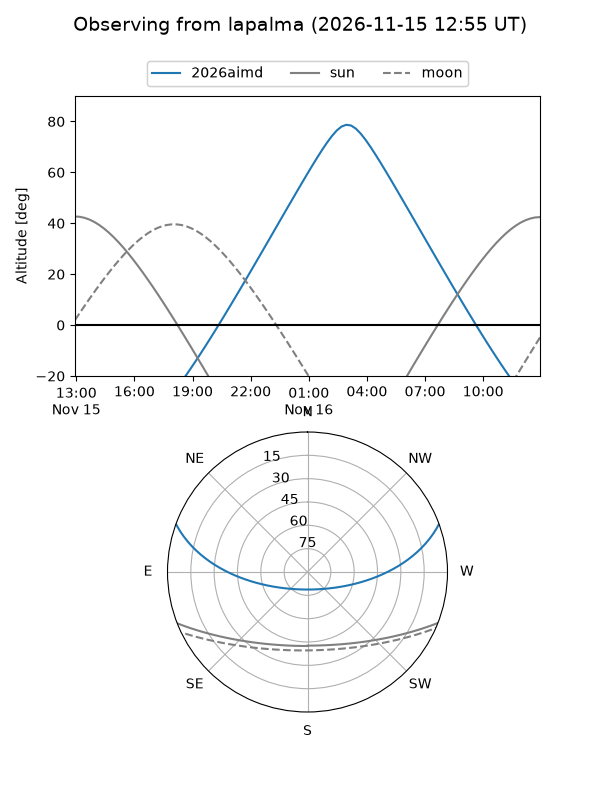 Observing from lapalma (2026-11-15 12:55 UT)
2026aimd sun moon
Altitude [deg]
80
60
40
20
0
−20
13:00 16:00 19:00 22:00 01:00 04:00 07:00 10:00
Nov 15 Nov 16
N
NE NW
15
30
45
60
75
E W
SE SW
S